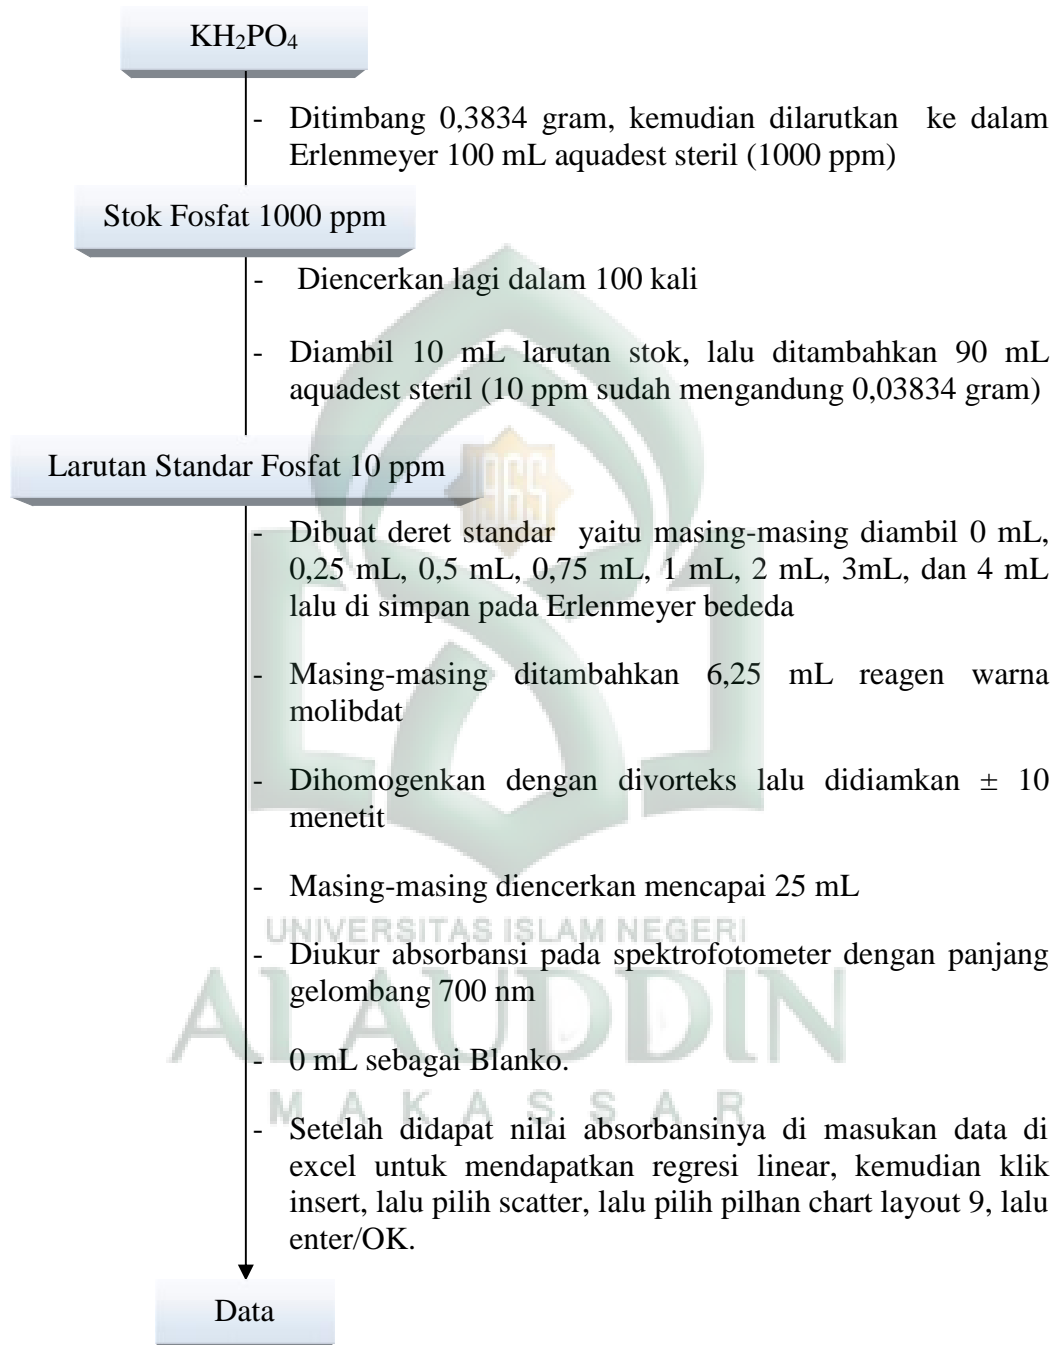 KH₂PO₄
- Ditimbang 0,3834 gram, kemudian dilarutkan ke dalam
Erlenmeyer 100 mL aquadest steril (1000 ppm)
Stok Fosfat 1000 ppm
- Diencerkan lagi dalam 100 kali
- Diambil 10 mL larutan stok, lalu ditambahkan 90 mL
aquadest steril (10 ppm sudah mengandung 0,03834 gram)
Larutan Standar Fosfat 10 ppm
1965
- Dibuat deret standar yaitu masing-masing diambil 0 mL,
0,25 mL, 0,5 mL, 0,75 mL, 1 mL, 2 mL, 3mL, dan 4 mL
lalu di simpan pada Erlenmeyer bededa
- Masing-masing ditambahkan 6,25 mL reagen warna
molibdat
- Dihomogenkan dengan divorteks lalu didiamkan ± 10
menetit
- Masing-masing diencerkan mencapai 25 mL
UNIVERSITAS ISLAM NEGERI
- Diukur absorbansi pada spektrofotometer dengan panjang
gelombang 700 nm
ALAUDDIN
- 0 mL sebagai Blanko.
MAKASSAR
- Setelah didapat nilai absorbansinya di masukan data di
excel untuk mendapatkan regresi linear, kemudian klik
insert, lalu pilih scatter, lalu pilih pilhan chart layout 9, lalu
enter/OK.
Data